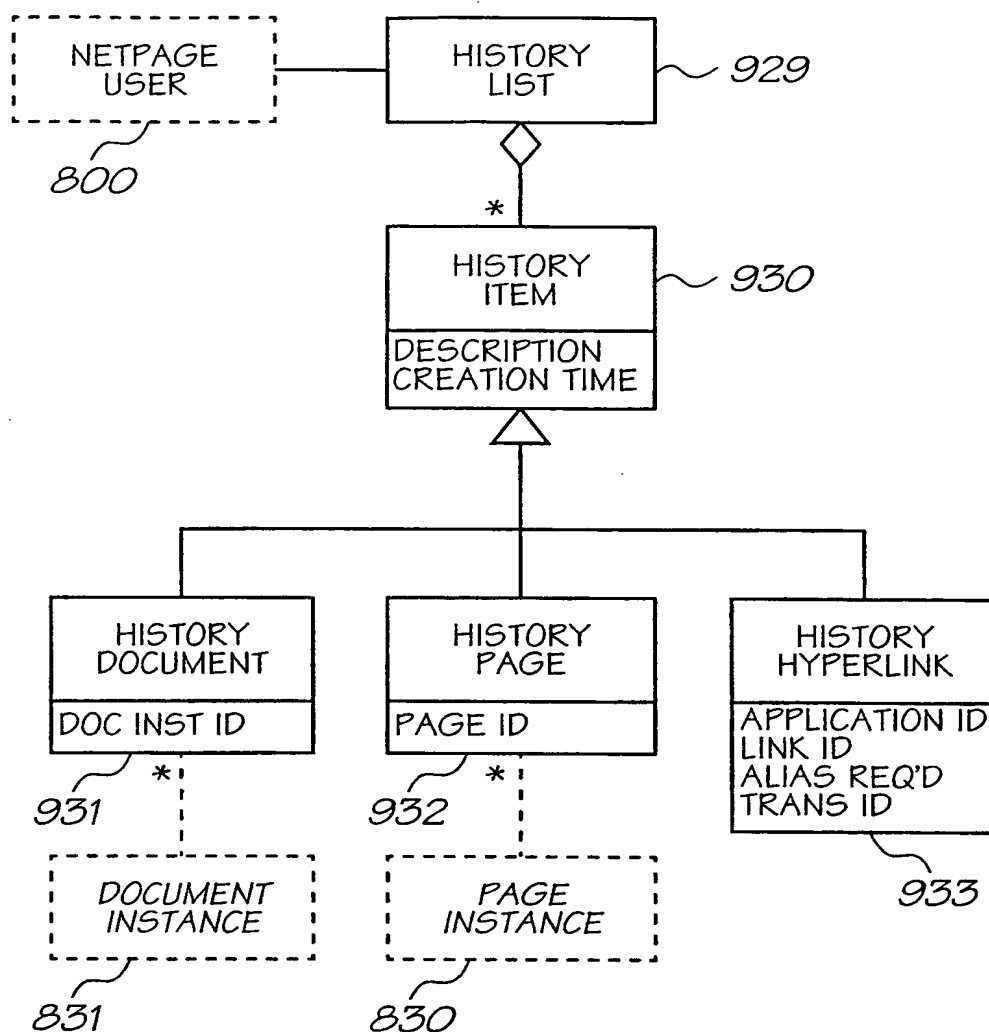 NETPAGE
USER
800
HISTORY
LIST
929
*
HISTORY
ITEM
930
DESCRIPTION
CREATION TIME
HISTORY
DOCUMENT
DOC INST ID
931
*
HISTORY
PAGE
PAGE ID
932
*
HISTORY
HYPERLINK
APPLICATION ID
LINK ID
ALIAS REQ'D
TRANS ID
933
DOCUMENT
INSTANCE
831
PAGE
INSTANCE
830